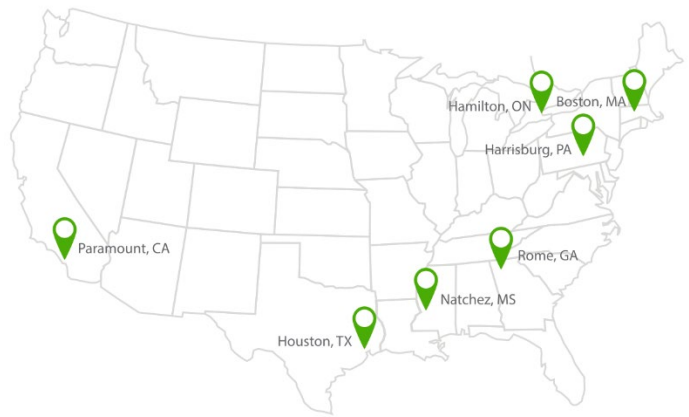 Hamilton, ON
Boston, MA
Harrisburg, PA
Paramount, CA
Rome, GA
Natchez, MS
Houston, TX